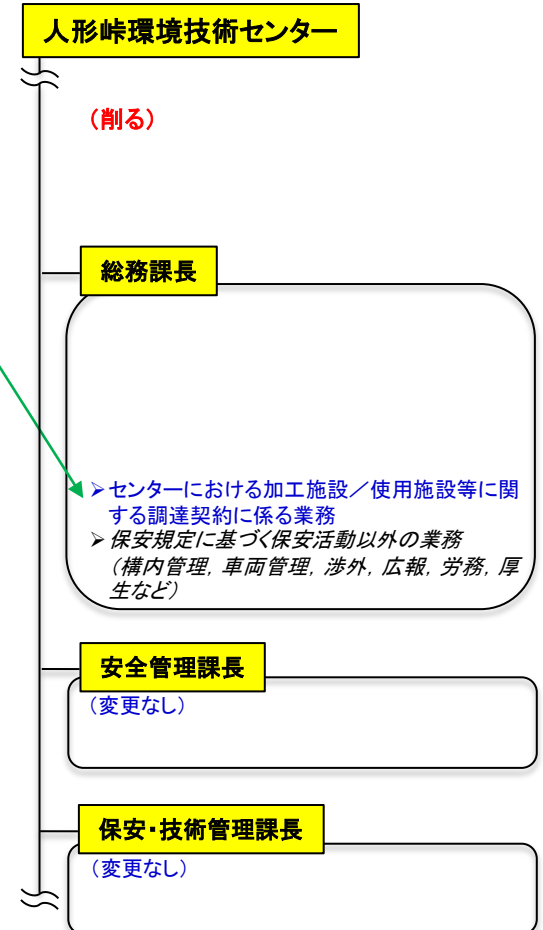 人形峠環境技術センター
(削る)
総務課長
➢センターにおける加工施設／使用施設等に関
する調達契約に係る業務
➢保安規定に基づく保安活動以外の業務
（構内管理，車両管理，渉外，広報，労務，厚
生など）
安全管理課長
（変更なし）
保安・技術管理課長
（変更なし）